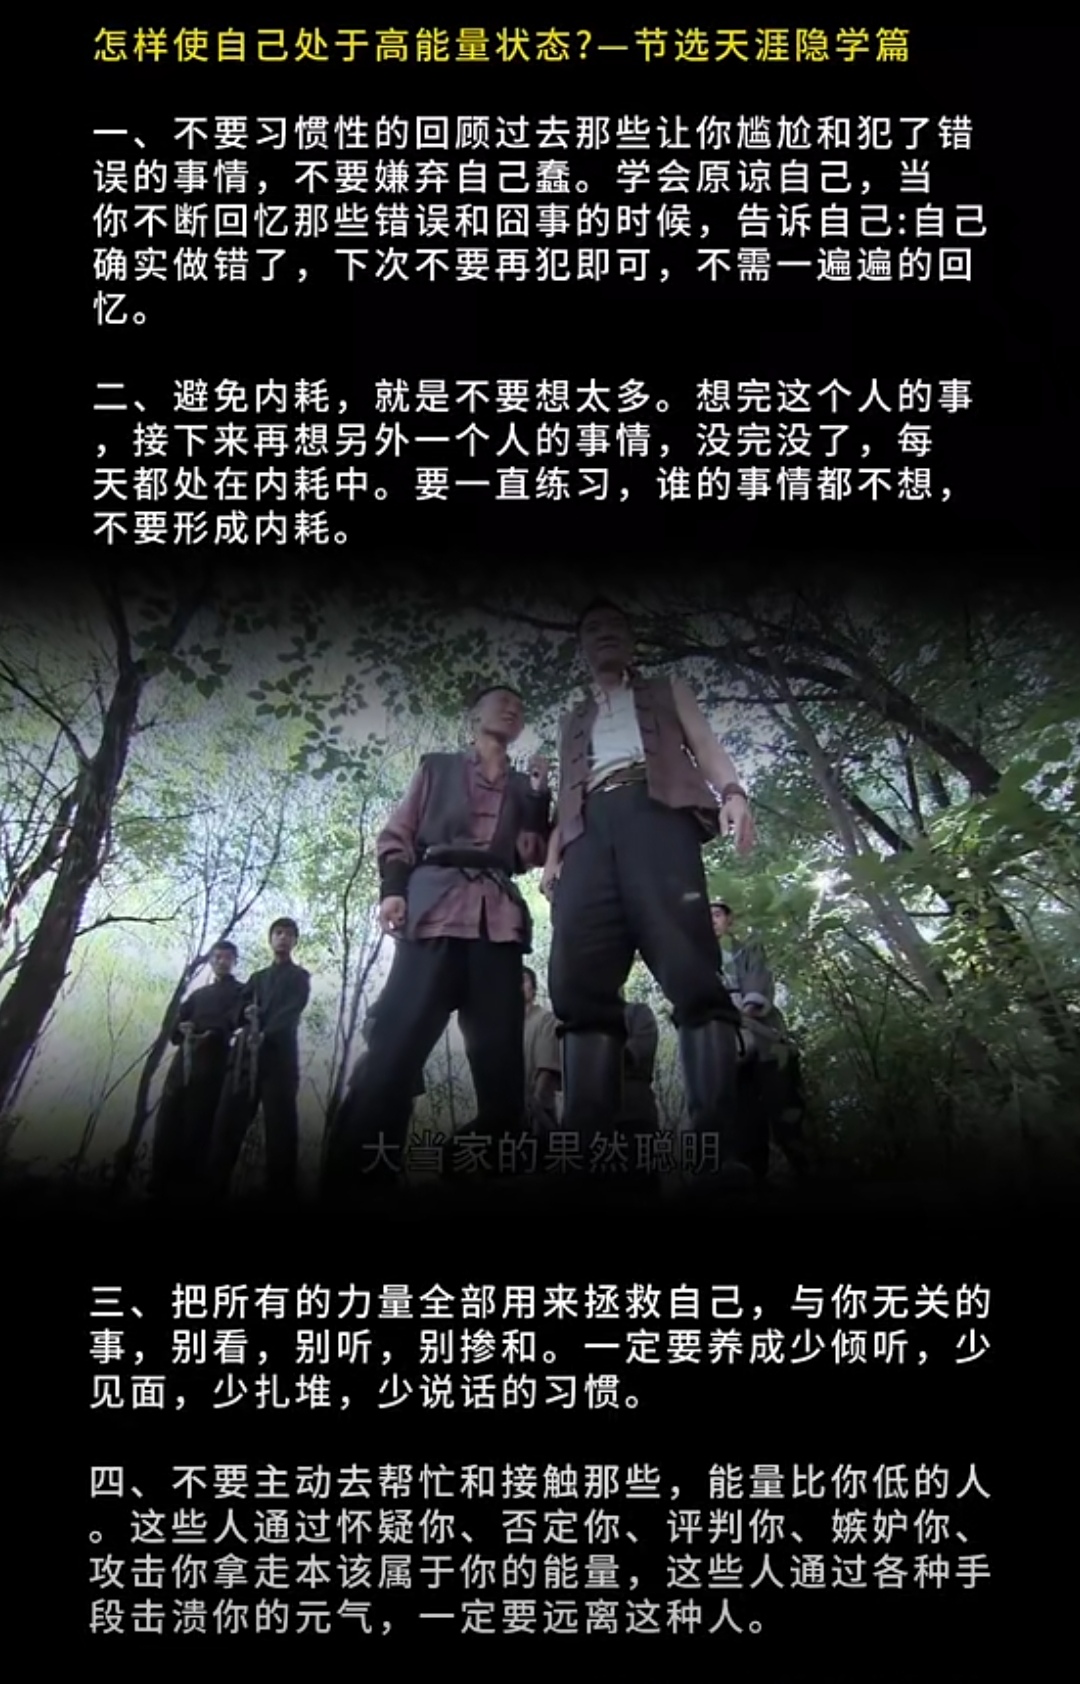 怎样使自己处于高能量状态?—节选天涯隐学篇
一、不要习惯性的回顾过去那些让你尴尬和犯了错
误的事情，不要嫌弃自己蠢。学会原谅自己，当
你不断回忆那些错误和囧事的时候，告诉自己:自己
确实做错了，下次不要再犯即可，不需一遍遍的回
忆。
二、避免内耗，就是不要想太多。想完这个人的事
，接下来再想另外一个人的事情，没完没了，每
天都处在内耗中。要一直练习，谁的事情都不想，
不要形成内耗。
大当家的果然聪明
三、把所有的力量全部用来拯救自己，与你无关的
事，别看，别听，别掺和。一定要养成少倾听，少
见面，少扎堆，少说话的习惯。
四、不要主动去帮忙和接触那些，能量比你低的人
。这些人通过怀疑你、否定你、评判你、嫉妒你、
攻击你拿走本该属于你的能量，这些人通过各种手
段击溃你的元气，一定要远离这种人。